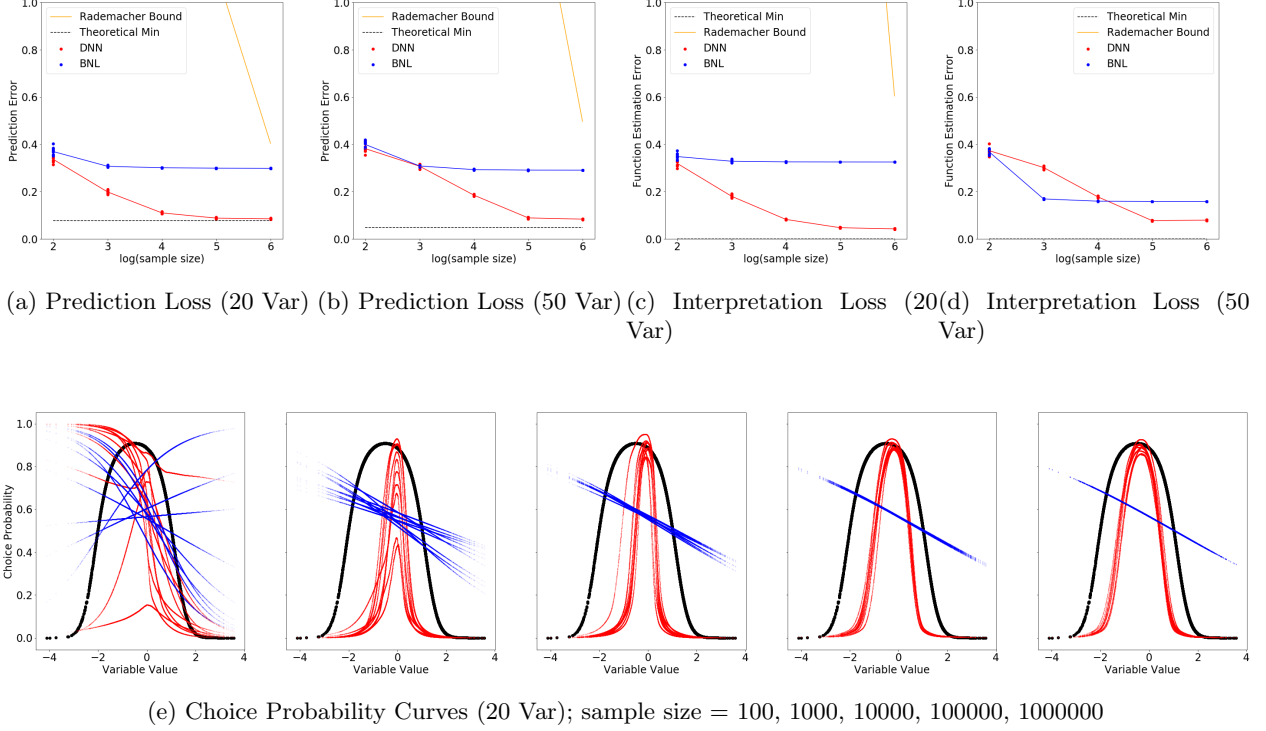 1.0
0.8
0.6
0.4
0.2
0.0
Prediction Error
Rademacher Bound
Theoretical Min
DNN
BNL
2 3 4 5 6
log(sample size)
1.0
0.8
0.6
0.4
0.2
0.0
Prediction Error
Rademacher Bound
Theoretical Min
DNN
BNL
2 3 4 5 6
log(sample size)
1.0
0.8
0.6
0.4
0.2
0.0
Function Estimation Error
Theoretical Min
Rademacher Bound
DNN
BNL
2 3 4 5 6
log(sample size)
1.0
0.8
0.6
0.4
0.2
0.0
Function Estimation Error
Theoretical Min
Rademacher Bound
DNN
BNL
2 3 4 5 6
log(sample size)
(a) Prediction Loss (20 Var)
(b) Prediction Loss (50 Var)
(c) Interpretation Loss (20
Var)
(d) Interpretation Loss (50
Var)
1.0
0.8
0.6
0.4
0.2
0.0
Choice Probability
−4 −2 0 2 4
Variable Value
−4 −2 0 2 4
Variable Value
−4 −2 0 2 4
Variable Value
−4 −2 0 2 4
Variable Value
−4 −2 0 2 4
Variable Value
(e) Choice Probability Curves (20 Var); sample size = 100, 1000, 10000, 100000, 1000000